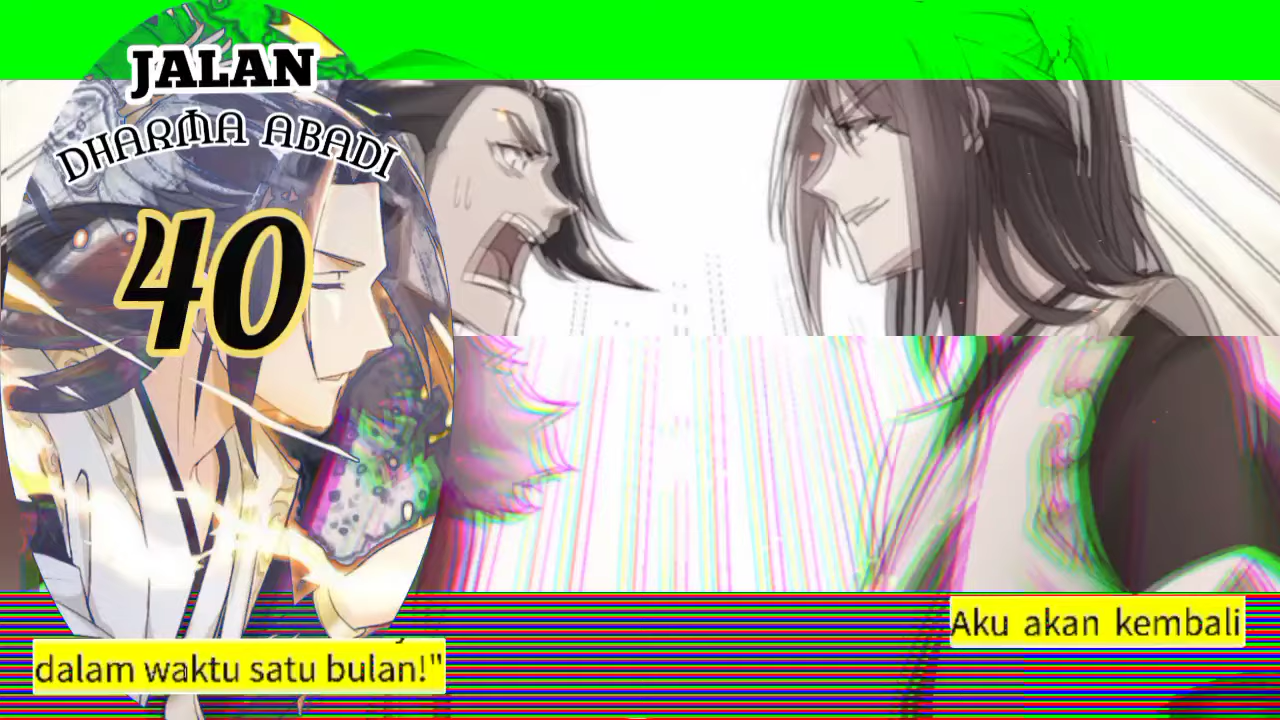 JALAN
DHARMA ABADI
40
Aku akan kembali
dalam waktu satu bulan!"